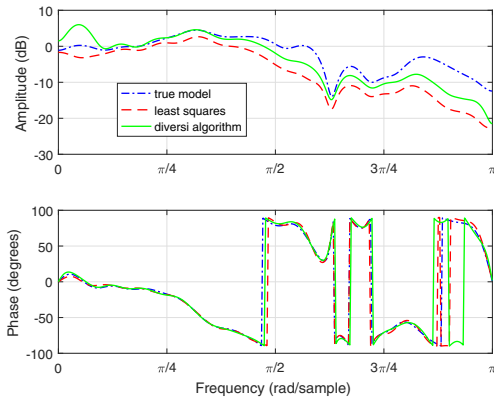 10
0
-10
-20
-30
Amplitude (dB)
true model
least squares
diversi algorithm
0 π/4 π/2 3π/4 π
100
50
0
-50
-100
Phase (degrees)
0 π/4 π/2 3π/4 π
Frequency (rad/sample)